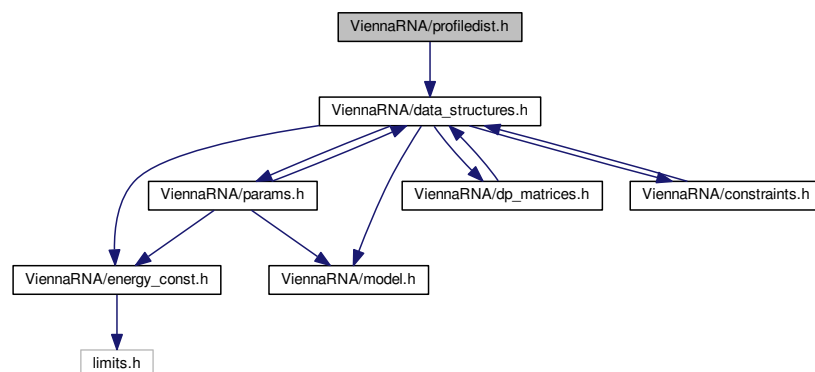 ViennaRNA/profiledist.h
ViennaRNA/data_structures.h
ViennaRNA/params.h
ViennaRNA/dp_matrices.h
ViennaRNA/constraints.h
ViennaRNA/energy_const.h
ViennaRNA/model.h
limits.h